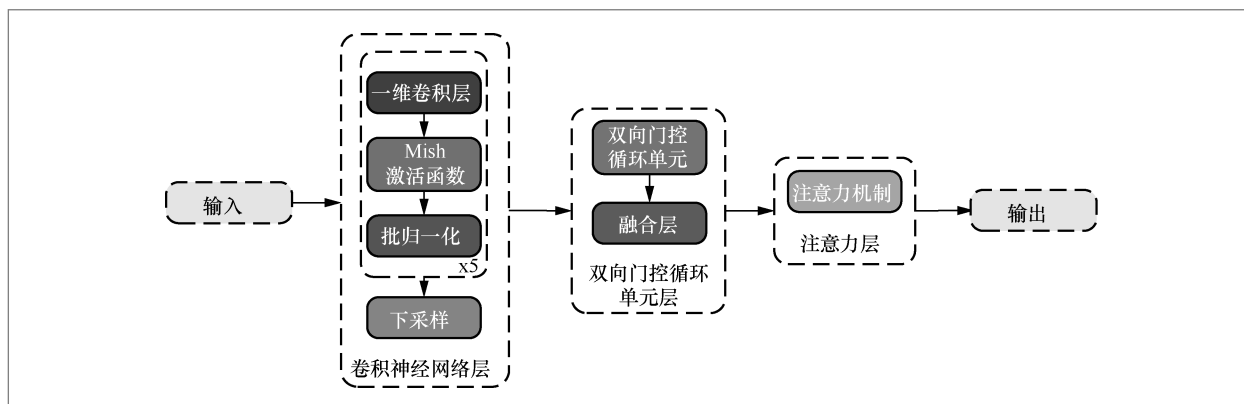 输入
一维卷积层
Mish
激活函数
批归一化
x5
下采样
卷积神经网络层
双向门控
循环单元
融合层
双向门控循环
单元层
注意力机制
注意力层
输出